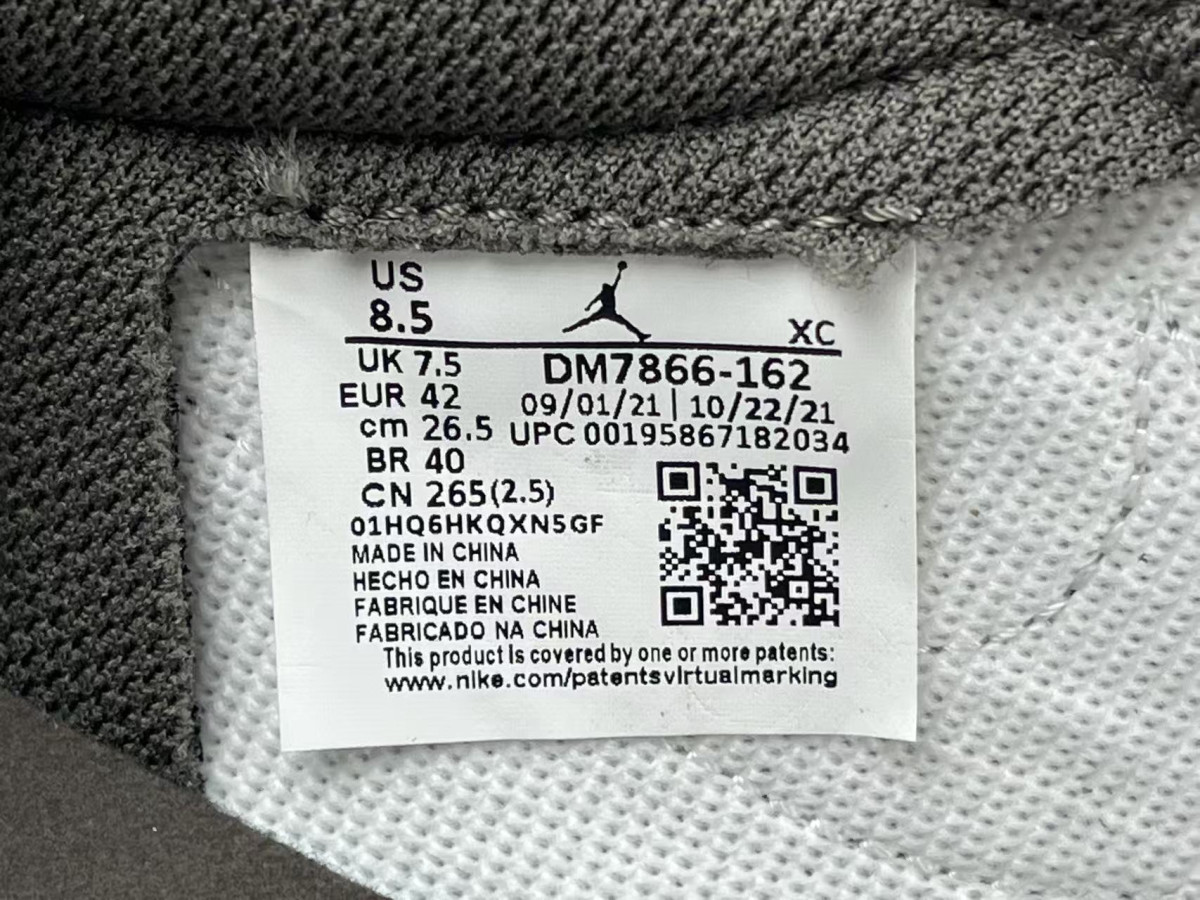 US
8.5
XC
UK 7.5
DM7866-162
EUR 42
09/01/21 | 10/22/21
cm 26.5
UPC 00195867182034
BR 40
CN 265(2.5)
01HQ6HKQXN5GF
MADE IN CHINA
HECHO EN CHINA
FABRIQUE EN CHINE
FABRICADO NA CHINA
This product is covered by one or more patents:
www.nike.com/patentsvirtualmarking